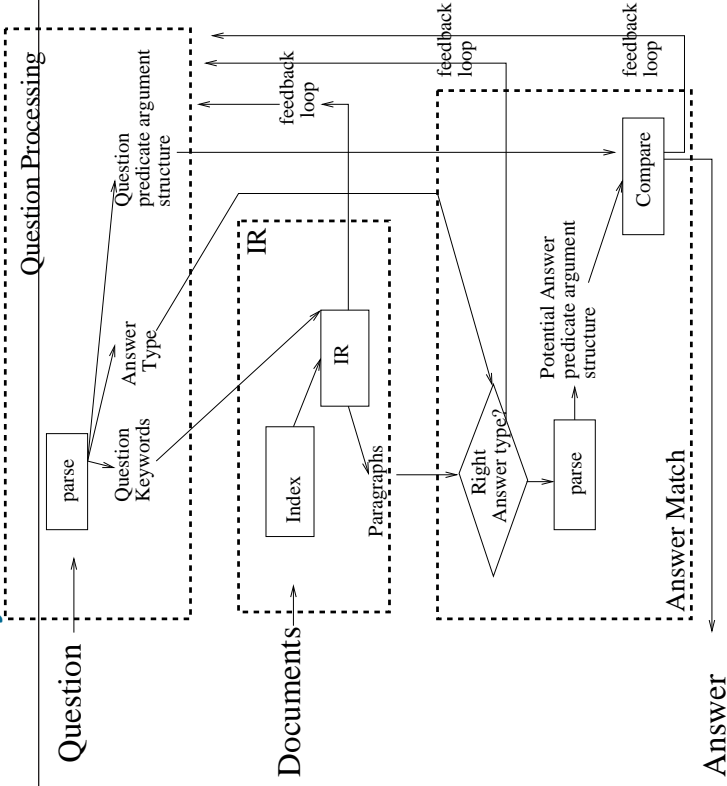 Question Processing
Question
parse
Question
Keywords
Answer
Type
Question
predicate argument
structure
feedback
loop
feedback
loop
feedback
loop
IR
Documents
Index
IR
Paragraphs
Right
Answer type?
parse
Potential Answer
predicate argument
structure
Compare
Answer Match
Answer